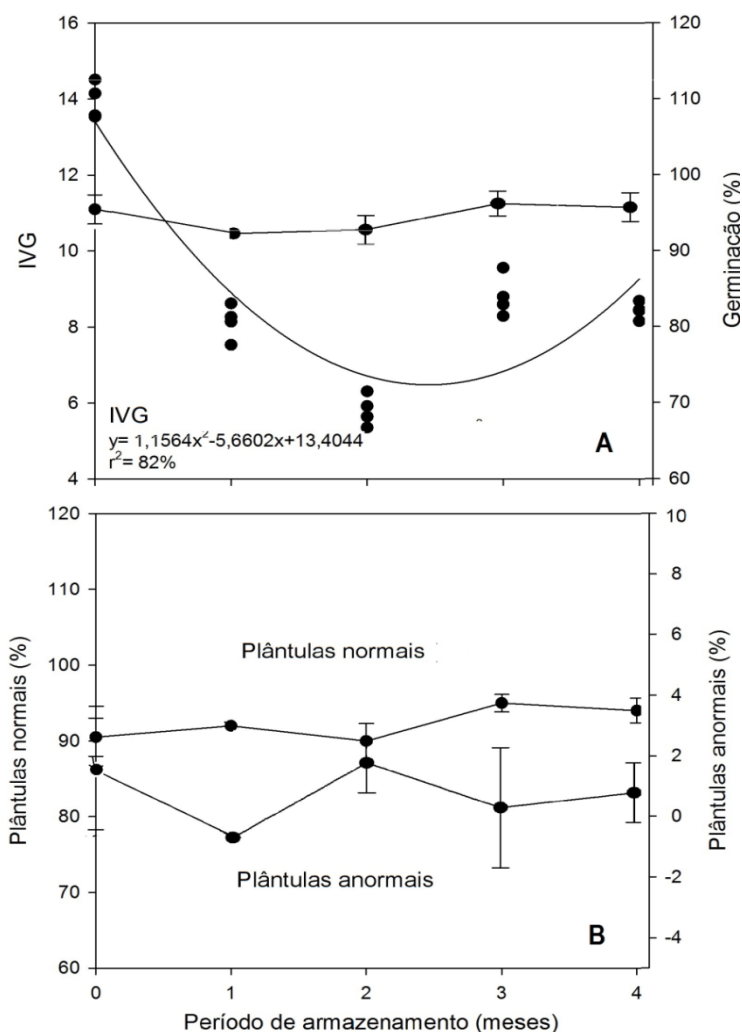 16
14
12
10
8
6
4
IVG
120
110
100
90
80
70
60
Germinação (%)
IVG
y= 1,1564x²-5,6602x+13,4044
r²= 82%
A
120
110
100
90
80
70
60
Plântulas normais (%)
10
8
6
4
2
0
-2
-4
Plântulas anormais (%)
Plântulas normais
Plântulas anormais
B
0 1 2 3 4
Período de armazenamento (meses)